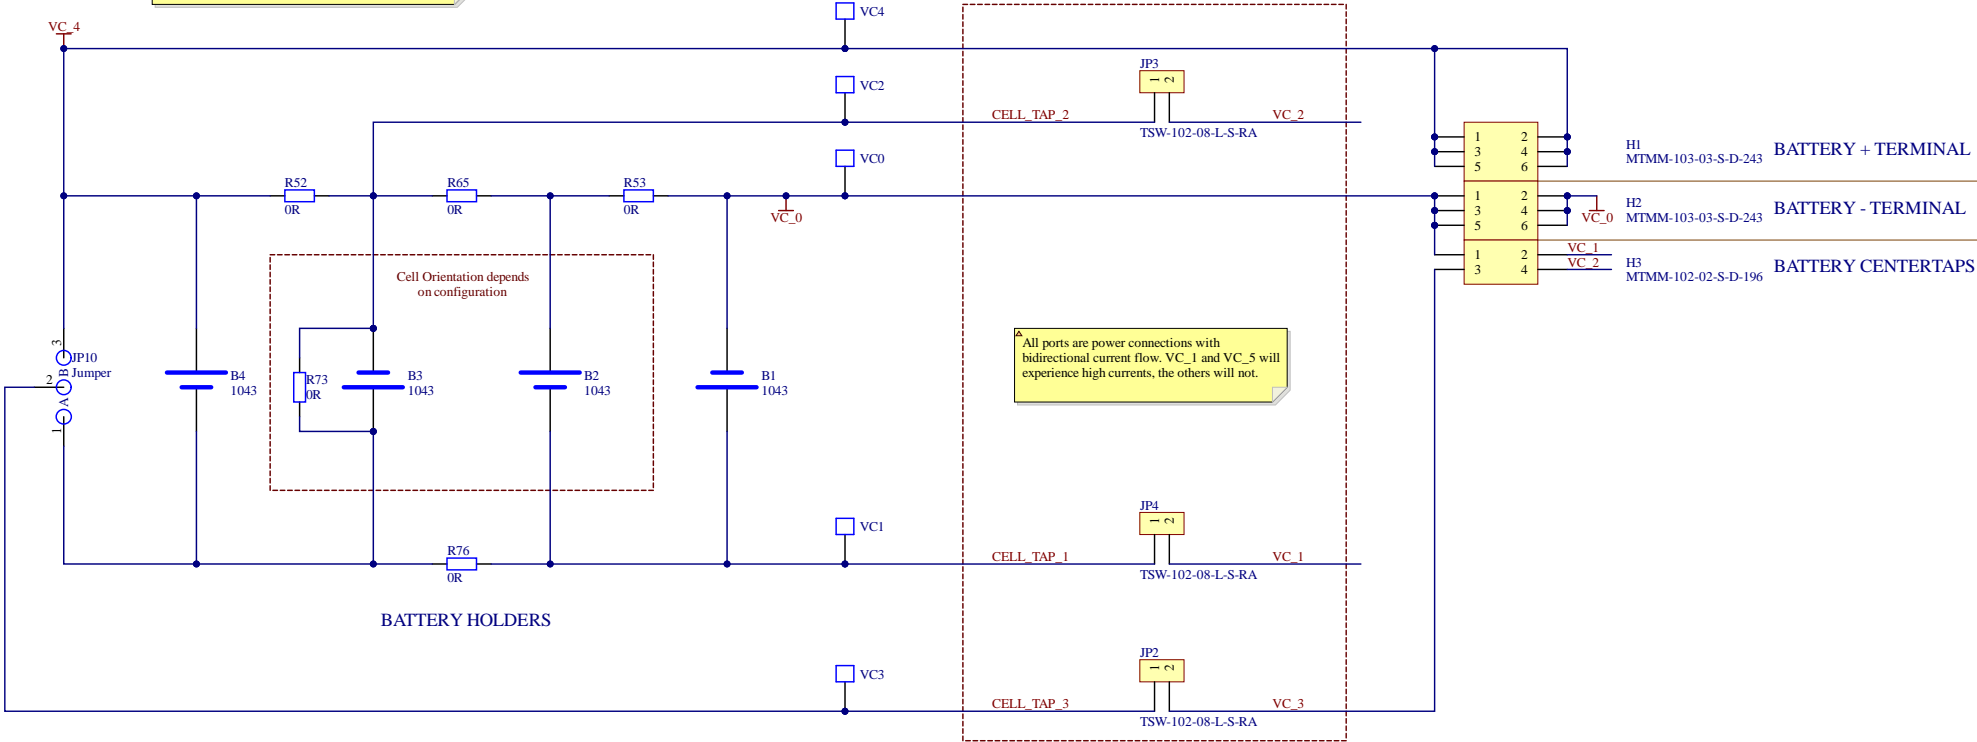 VC4
VC_4
JP3
1 2
VC2
CELL_TAP_2
VC_2
TSW-102-08-L-S-RA
1 2
3 4
5 6
H1
MTMM-103-03-S-D-243
BATTERY + TERMINAL
VC0
R52
0R
R65
0R
R53
0R
VC_0
1 2
3 4
5 6
VC_0
H2
MTMM-103-03-S-D-243
BATTERY - TERMINAL
1 2
3 4
VC_1
VC_2
H3
MTMM-102-02-S-D-196
BATTERY CENTERTAPS
Cell Orientation depends
on configuration
All ports are power connections with
bidirectional current flow. VC_1 and VC_5 will
experience high currents, the others will not.
3
JP10
Jumper
B
2
A
1
B4
1043
R73
0R
B3
1043
B2
1043
B1
1043
JP4
1 2
VC1
CELL_TAP_1
VC_1
TSW-102-08-L-S-RA
R76
0R
BATTERY HOLDERS
JP2
1 2
VC3
CELL_TAP_3
VC_3
TSW-102-08-L-S-RA